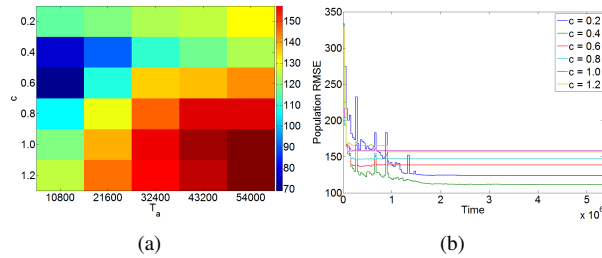 0.2
0.4
0.6
0.8
1.0
1.2
c
10800 21600 32400 43200 54000
T_a
150
140
130
120
110
100
90
80
70
(a)
350
300
250
200
150
100
Population RMSE
0 1 2 3 4 5
x 10^6
Time
c = 0.2
c = 0.4
c = 0.6
c = 0.8
c = 1.0
c = 1.2
(b)